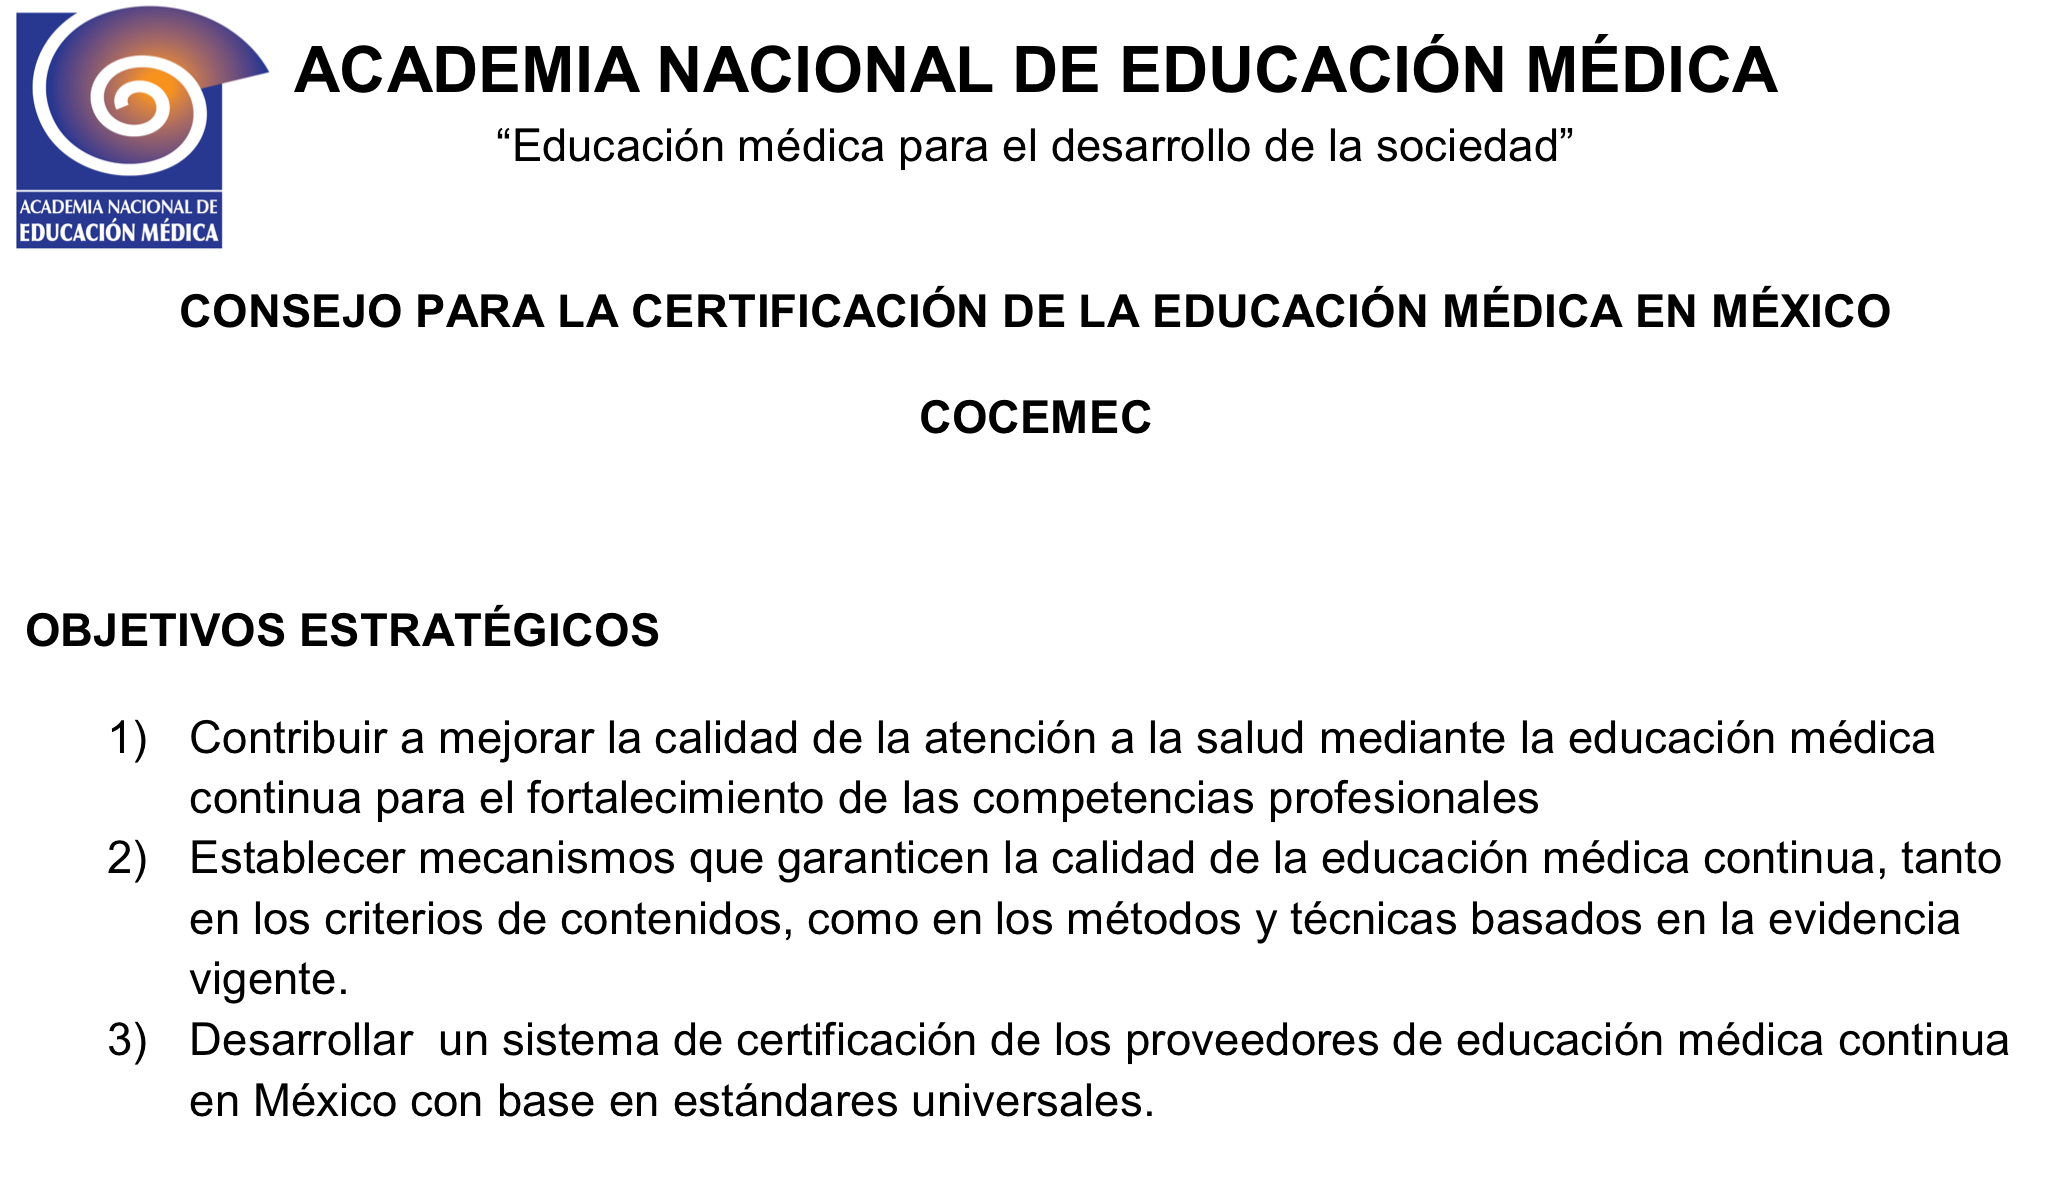 ACADEMIA NACIONAL DE EDUCACIÓN MÉDICA
“Educación médica para el desarrollo de la sociedad”
ACADEMIA NACIONAL DE
EDUCACIÓN MÉDICA
CONSEJO PARA LA CERTIFICACIÓN DE LA EDUCACIÓN MÉDICA EN MÉXICO
COCEMEC
OBJETIVOS ESTRATÉGICOS
1) Contribuir a mejorar la calidad de la atención a la salud mediante la educación médica
continua para el fortalecimiento de las competencias profesionales
2) Establecer mecanismos que garanticen la calidad de la educación médica continua, tanto
en los criterios de contenidos, como en los métodos y técnicas basados en la evidencia
vigente.
3) Desarrollar  un sistema de certificación de los proveedores de educación médica continua
en México con base en estándares universales.